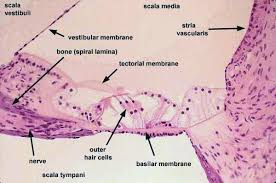 scala
vestibuli
scala media
vestibular membrane
stria
vascularis
bone (spiral lamina)
tectorial membrane
outer
hair cells
nerve
basilar membrane
scala tympani